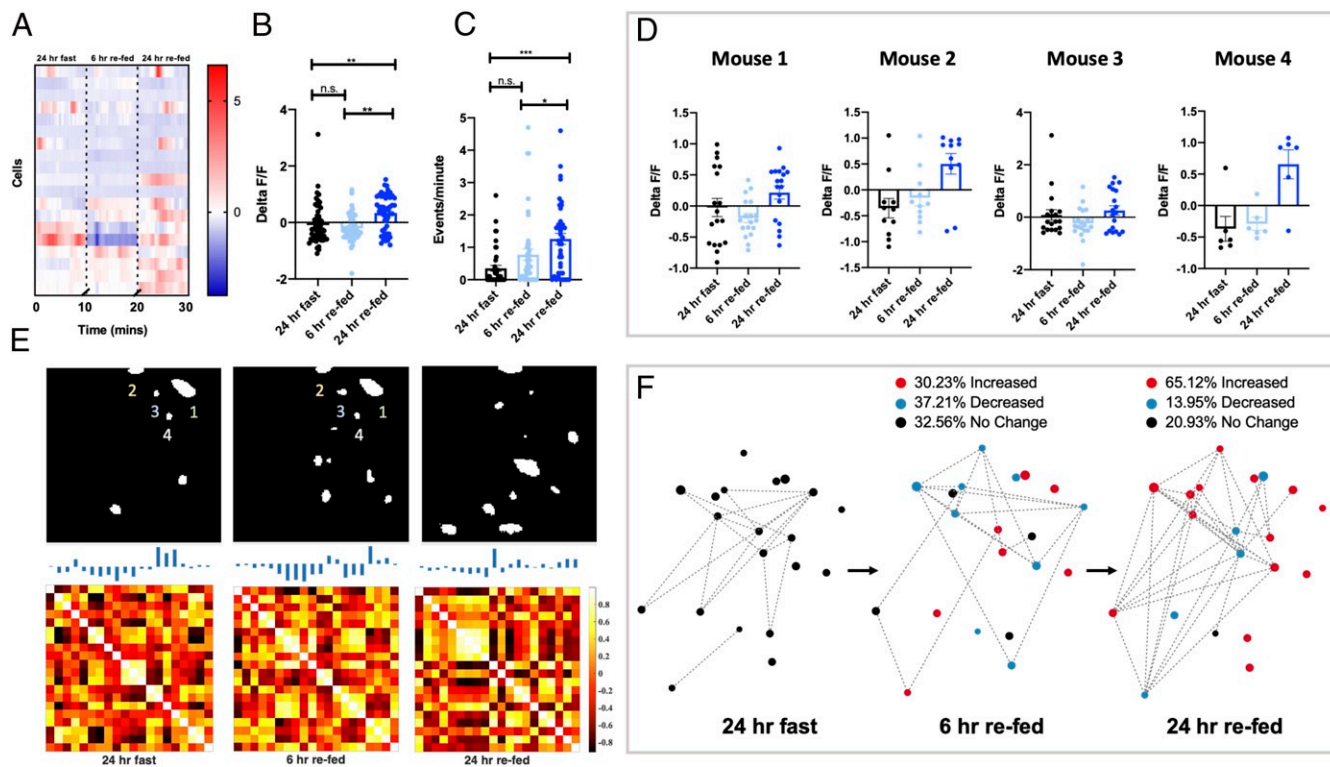 A
24 hr fast 6 hr re-fed 24 hr re-fed
Cells
5
0
0 10 20 30
Time (mins)
B
**
n.s.
**
4
2
0
-2
Delta F/F
24 hr fast
6 hr re-fed
24 hr re-fed
C
***
n.s.
*
5
4
3
2
1
0
Events/minute
24 hr fast
6 hr re-fed
24 hr re-fed
D
Mouse 1
1.5
1.0
0.5
0.0
-0.5
-1.0
Delta F/F
24 hr fast
6 hr re-fed
24 hr re-fed
Mouse 2
1.5
1.0
0.5
0.0
-0.5
-1.0
-1.5
Delta F/F
24 hr fast
6 hr re-fed
24 hr re-fed
Mouse 3
4
2
0
-2
Delta F/F
24 hr fast
6 hr re-fed
24 hr re-fed
Mouse 4
1.5
1.0
0.5
0.0
-0.5
-1.0
Delta F/F
24 hr fast
6 hr re-fed
24 hr re-fed
E
2
3 1
4
2
3 1
4
0.8
0.6
0.4
0.2
0
-0.2
-0.4
-0.6
-0.8
24 hr fast
6 hr re-fed
24 hr re-fed
F
30.23% Increased
37.21% Decreased
32.56% No Change
65.12% Increased
13.95% Decreased
20.93% No Change
24 hr fast
6 hr re-fed
24 hr re-fed